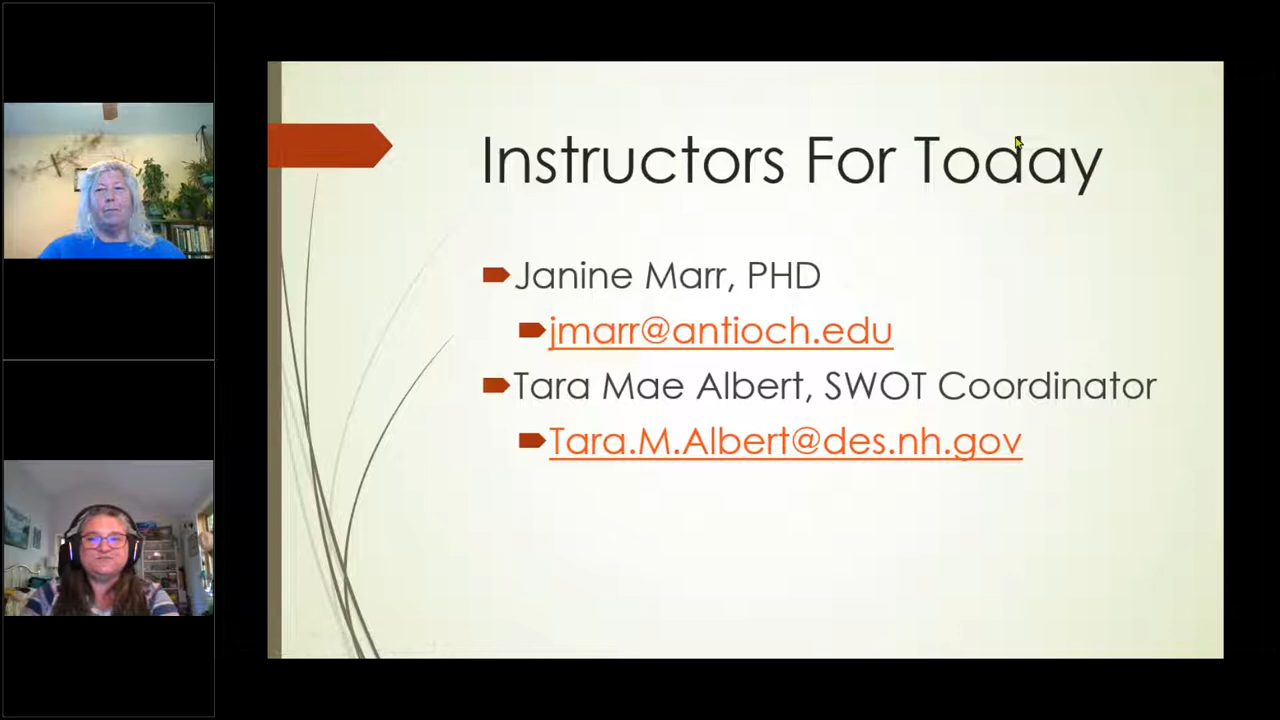 Instructors For Today
Janine Marr, PHD
jmarr@antioch.edu
Tara Mae Albert, SWOT Coordinator
Tara.M.Albert@des.nh.gov